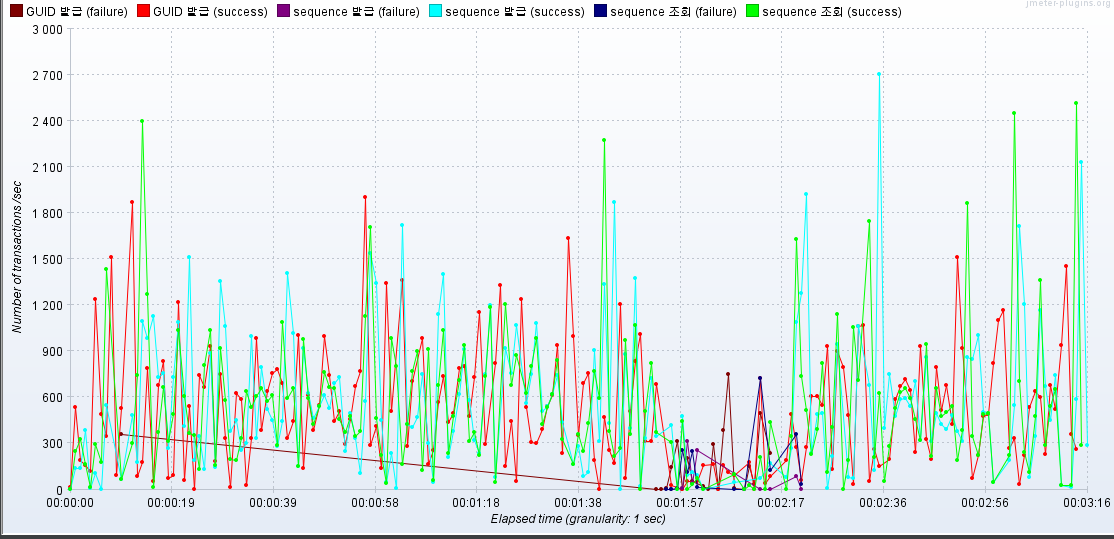 GUID 발급 (failure) GUID 발급 (success) sequence 발급 (failure) sequence 발급 (success) sequence 조회 (failure) sequence 조회 (success)
jmeter-plugins.org
3 000
2 700
2 400
2 100
1 800
1 500
1 200
900
600
300
0
Number of transactions /sec
00:00:00 00:00:19 00:00:39 00:00:58 00:01:18 00:01:38 00:01:57 00:02:17 00:02:36 00:02:56 00:03:16
Elapsed time (granularity: 1 sec)